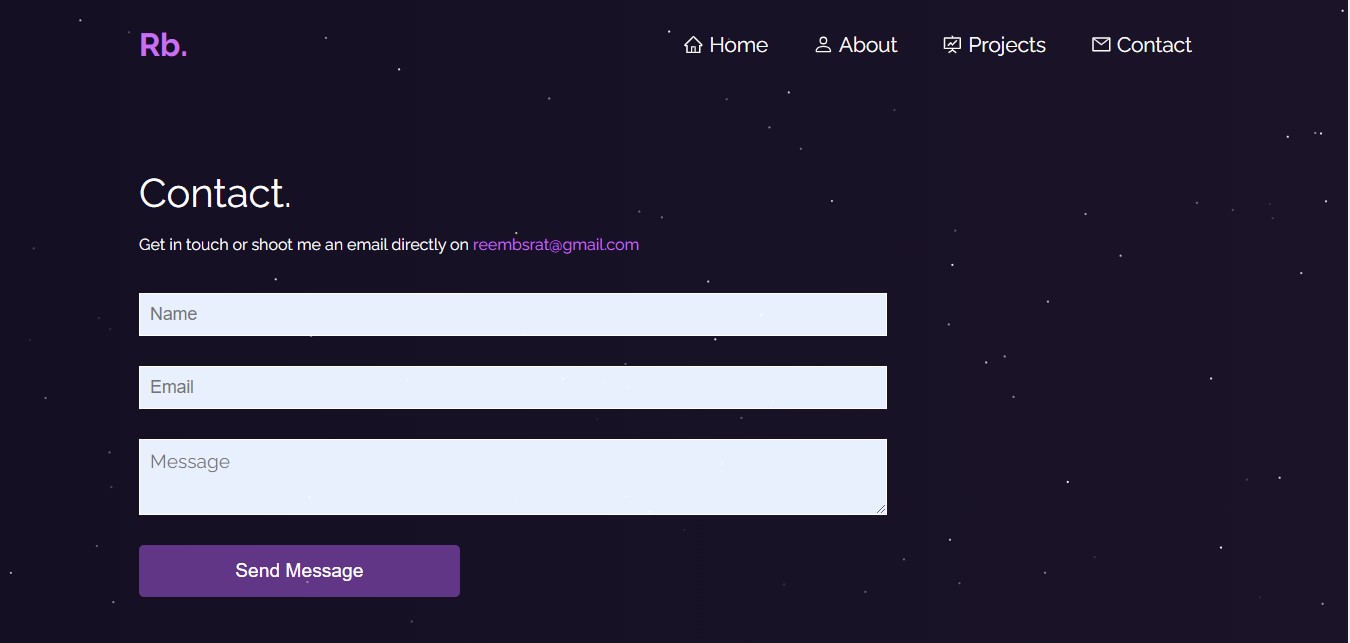 Rb.
Home About Projects Contact
Contact.
Get in touch or shoot me an email directly on reembsrat@gmail.com
Name
Email
Message
Send Message